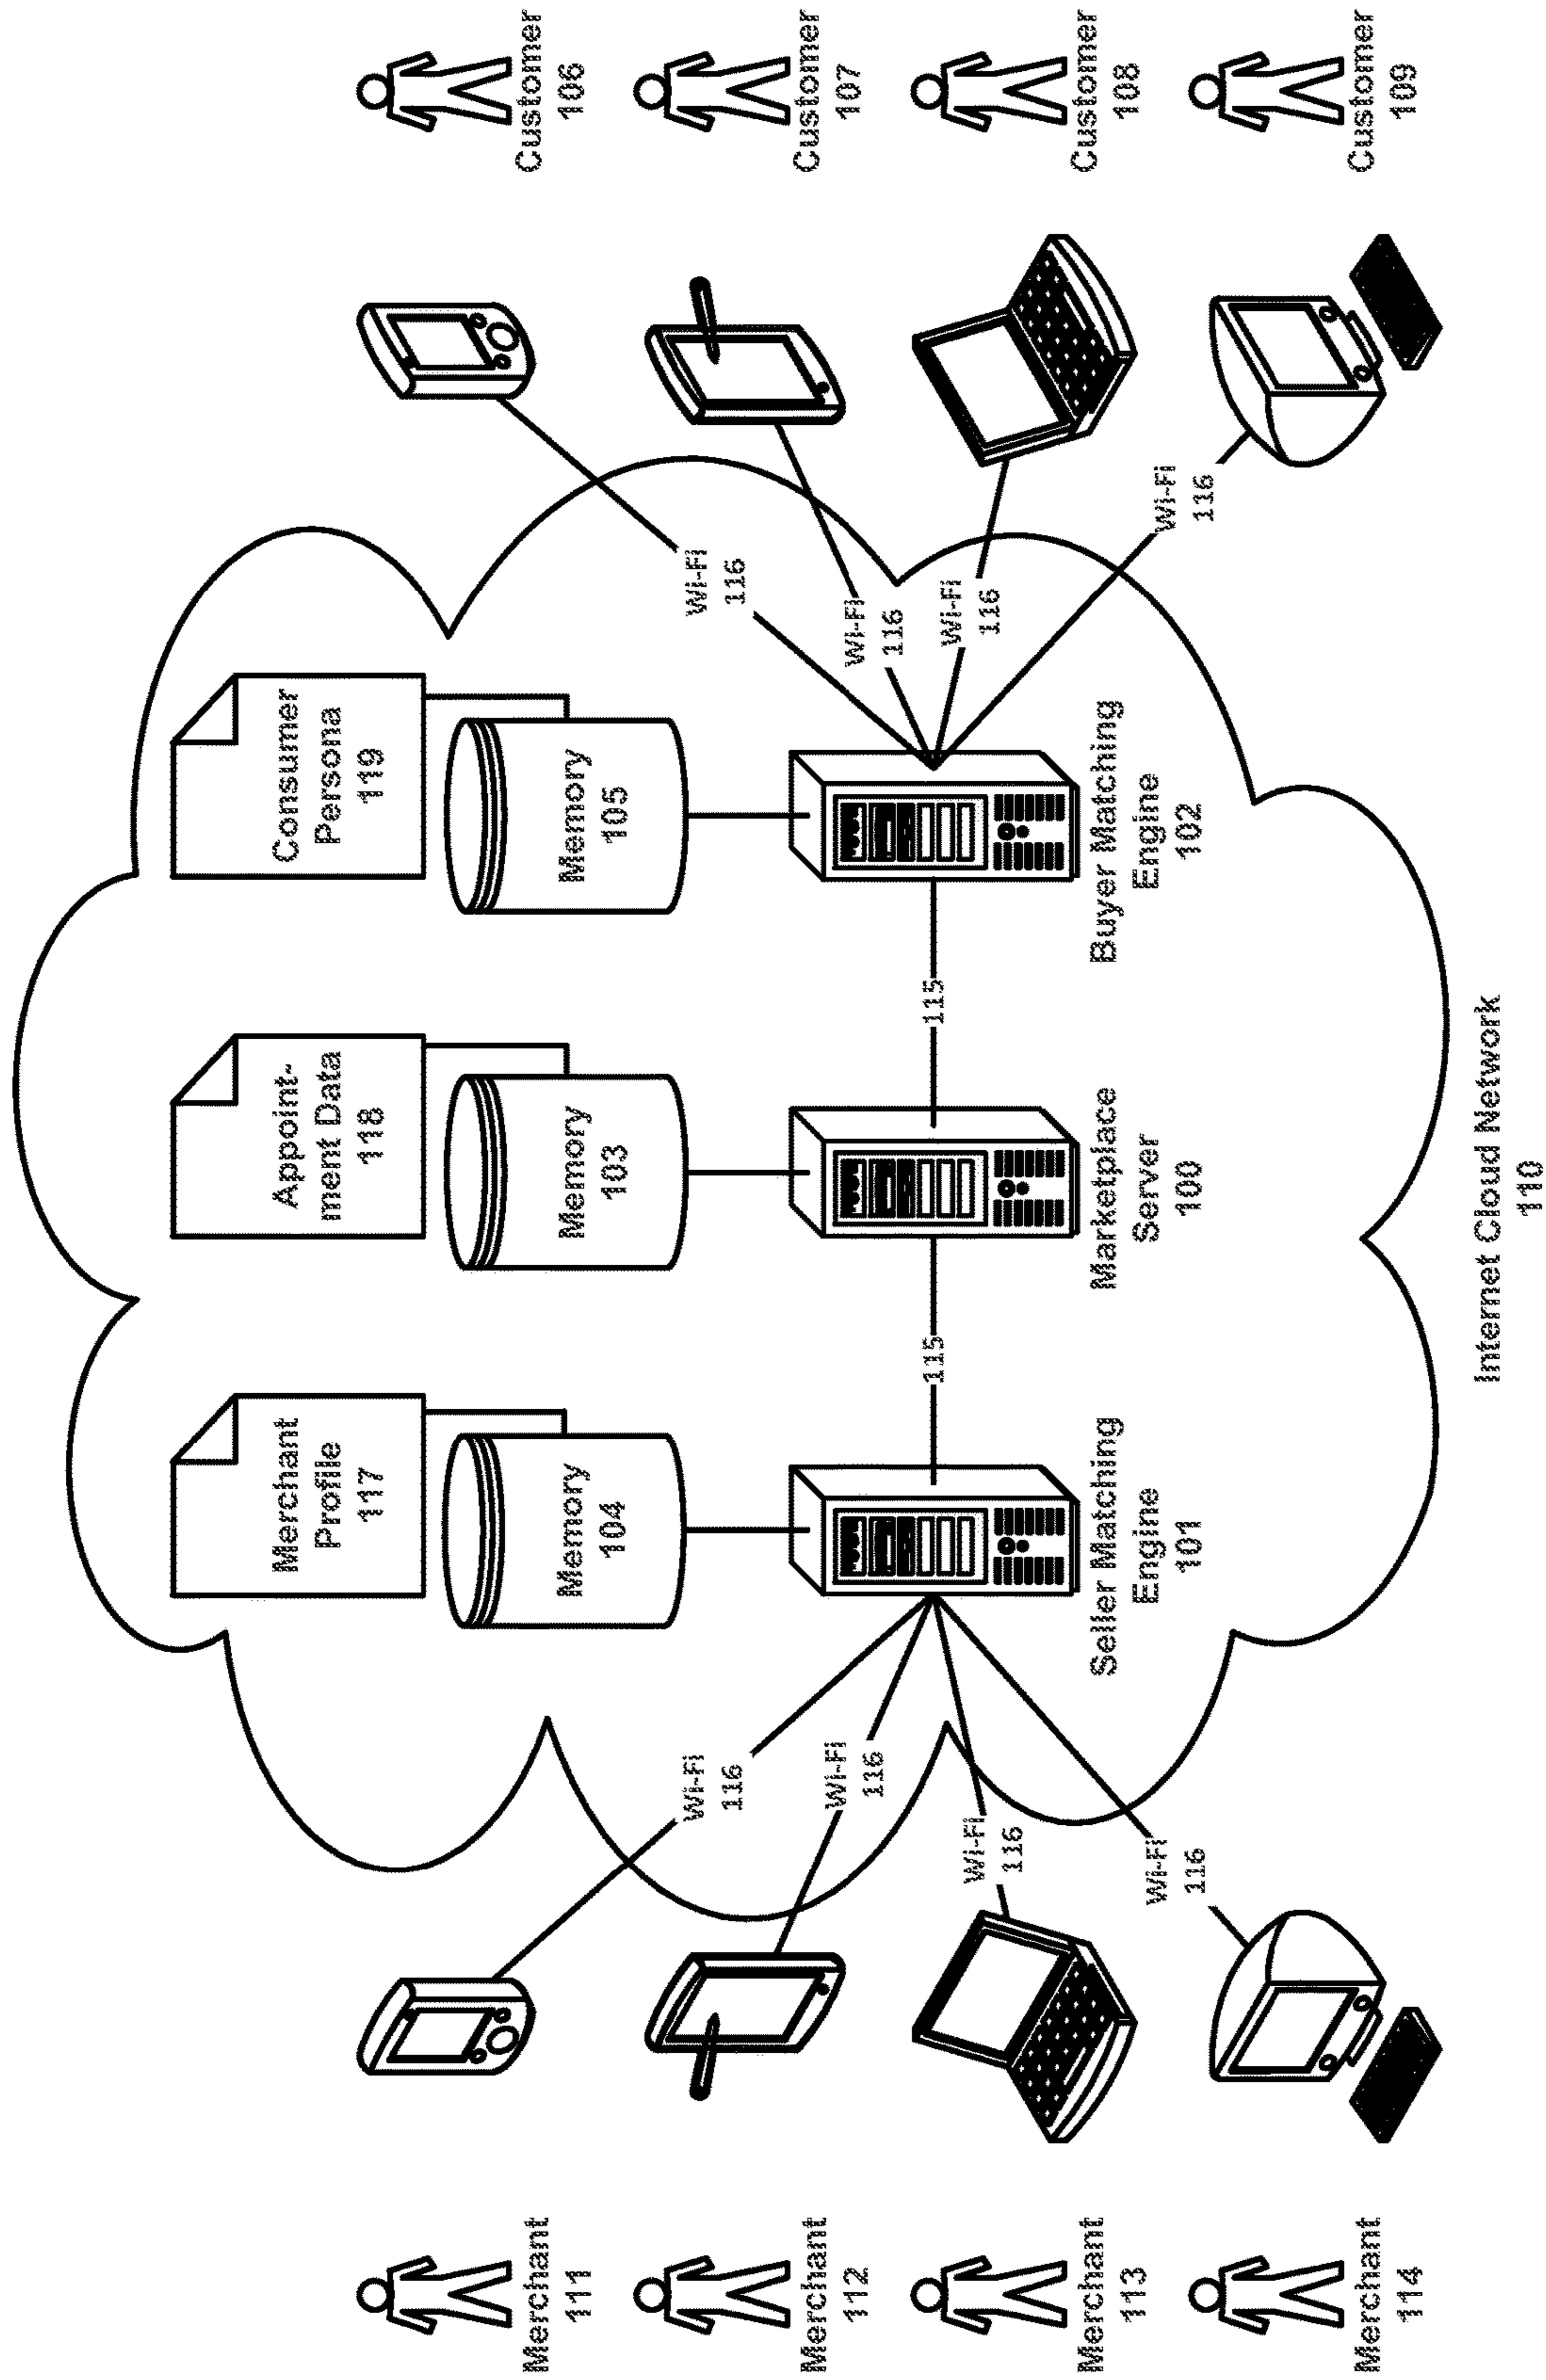 Merchant
Profile
117
Appoint-
ment Data
118
Consumer
Persona
119
Memory
104
Memory
103
Memory
105
Merchant
111
Merchant
112
Merchant
113
Merchant
114
Wi-Fi
116
Wi-Fi
116
Wi-Fi
116
Wi-Fi
116
Seller Matching
Engine
101
115
Marketplace
Server
100
115
Buyer Matching
Engine
102
Wi-Fi
116
Wi-Fi
116
Wi-Fi
116
Wi-Fi
116
Customer
106
Customer
107
Customer
108
Customer
109
Internet Cloud Network
110